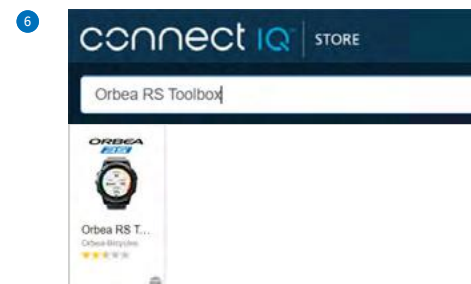 6
connect IQ STORE
Orbea RS Toolbox
ORBEA
RS
Orbea RS T...
Orbea Bicycles